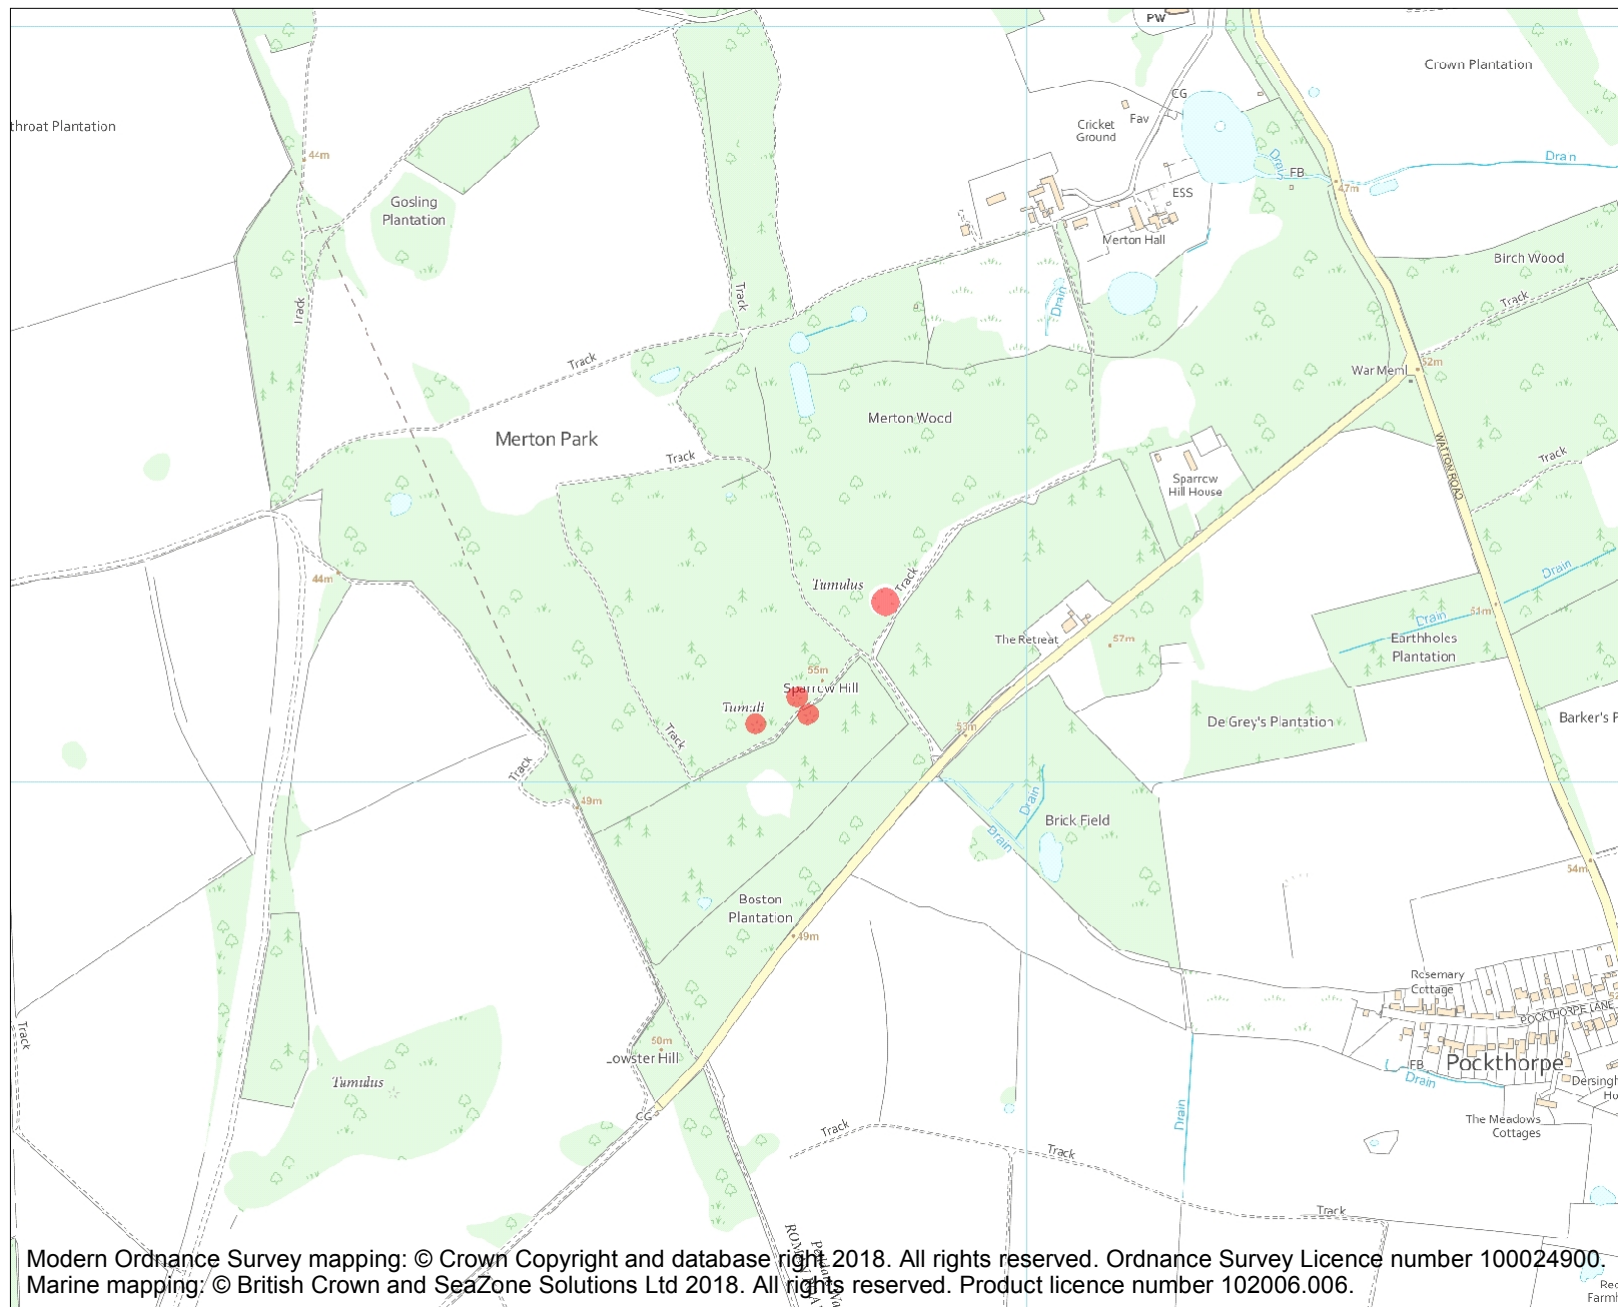 PW
Crown Plantation
CG
Fav
Cricket
Ground
throat Plantation
44m
Drain
Drain
FB
47m
ESS
Gosling
Plantation
Merton Hall
Birch Wood
Track
Track
Track
Drain
Track
52m
War Meml
Merton Wood
Merton Park
Track
WATTON ROAD
Track
Sparrow
Hill House
44m
Tumulus
Track
Drain
51m
Drain
The Retreat
57m
Earthholes
Plantation
55m
Sparrow Hill
Tumuli
De Grey's Plantation
Barker's P
53m
Track
Track
49m
Drain
Brick Field
Drain
54m
Boston
Plantation
49m
Rosemary
Cottage
POCKTHORPE LANE
Track
50m
Lowster Hill
FB
Pockthorpe
Drain
Tumulus
Dersingh
Ho
CG
Drain
The Meadows
Cottages
Track
Track
Track
Modern Ordnance Survey mapping: © Crown Copyright and database right 2018. All rights reserved. Ordnance Survey Licence number 100024900.
Marine mapping: © British Crown and SeaZone Solutions Ltd 2018. All rights reserved. Product licence number 102006.006.
Rec
Farmh